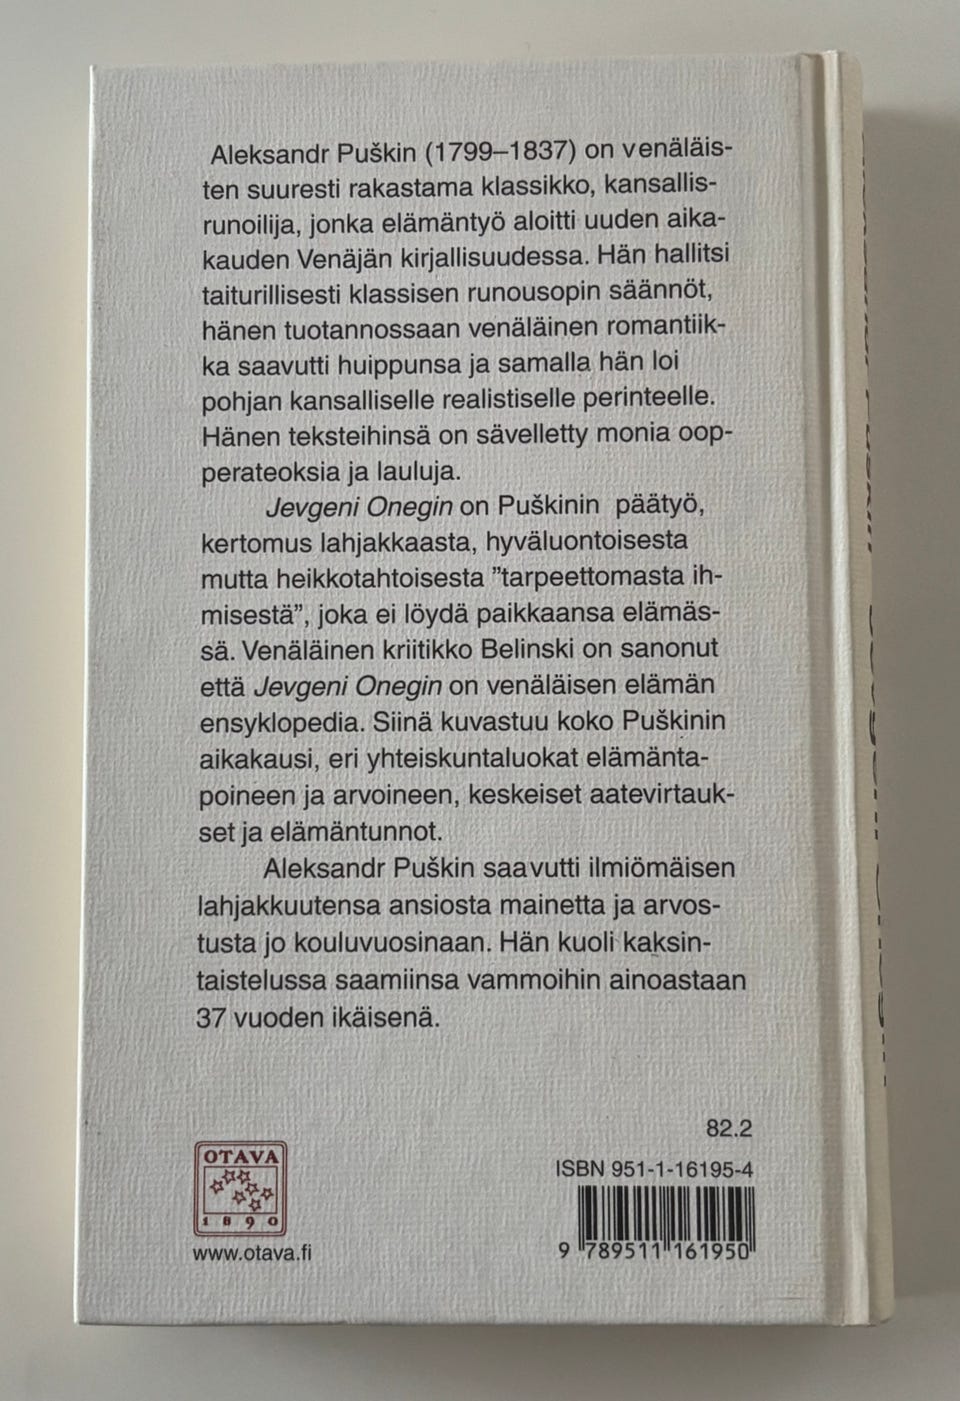 Aleksandr Puškin (1799–1837) on venäläis-
ten suuresti rakastama klassikko, kansallis-
runoilija, jonka elämäntyö aloitti uuden aika-
kauden Venäjän kirjallisuudessa. Hän hallitsi
taiturillisesti klassisen runousopin säännöt,
hänen tuotannossaan venäläinen romantiik-
ka saavutti huippunsa ja samalla hän loi
pohjan kansalliselle realistiselle perinteelle.
Hänen teksteihinsä on sävelletty monia oop-
perateoksia ja lauluja.
Jevgeni Onegin on Puškinin päätyö,
kertomus lahjakkaasta, hyväluontoisesta
mutta heikkotahtoisesta ”tarpeettomasta ih-
misestä”, joka ei löydä paikkaansa elämäs-
sä. Venäläinen kriitikko Belinski on sanonut
että Jevgeni Onegin on venäläisen elämän
ensyklopedia. Siinä kuvastuu koko Puškinin
aikakausi, eri yhteiskuntaluokat elämänta-
poineen ja arvoineen, keskeiset aatevirtauk-
set ja elämäntunnot.
Aleksandr Puškin saavutti ilmiömäisen
lahjakkuutensa ansiosta mainetta ja arvos-
tusta jo kouluvuosinaan. Hän kuoli kaksin-
taistelussa saamiinsa vammoihin ainoastaan
37 vuoden ikäisenä.
82.2
ISBN 951-1-16195-4
9 789511 161950
OTAVA
1890
www.otava.fi